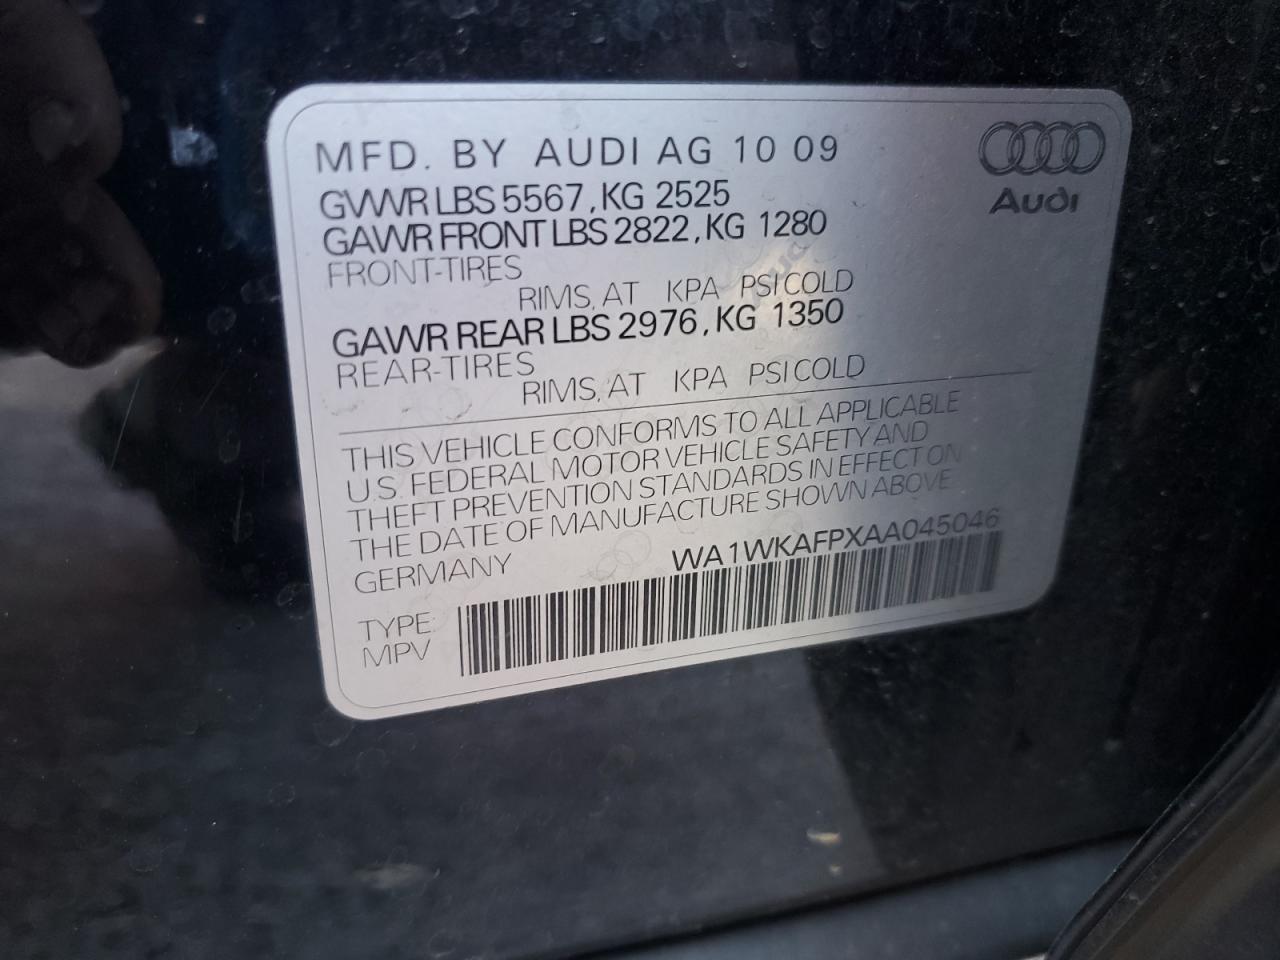 MFD. BY AUDI AG 10 09
Audi
GVWR LBS 5567, KG 2525
GAWR FRONT LBS 2822, KG 1280
FRONT-TIRES
RIMS, AT KPA PSI COLD
GAWR REAR LBS 2976, KG 1350
REAR-TIRES
RIMS, AT KPA PSI COLD
THIS VEHICLE CONFORMS TO ALL APPLICABLE
U.S. FEDERAL MOTOR VEHICLE SAFETY AND
THEFT PREVENTION STANDARDS IN EFFECT ON
THE DATE OF MANUFACTURE SHOWN ABOVE
GERMANY
WA1WKAFPXAA045046
TYPE:
MPV